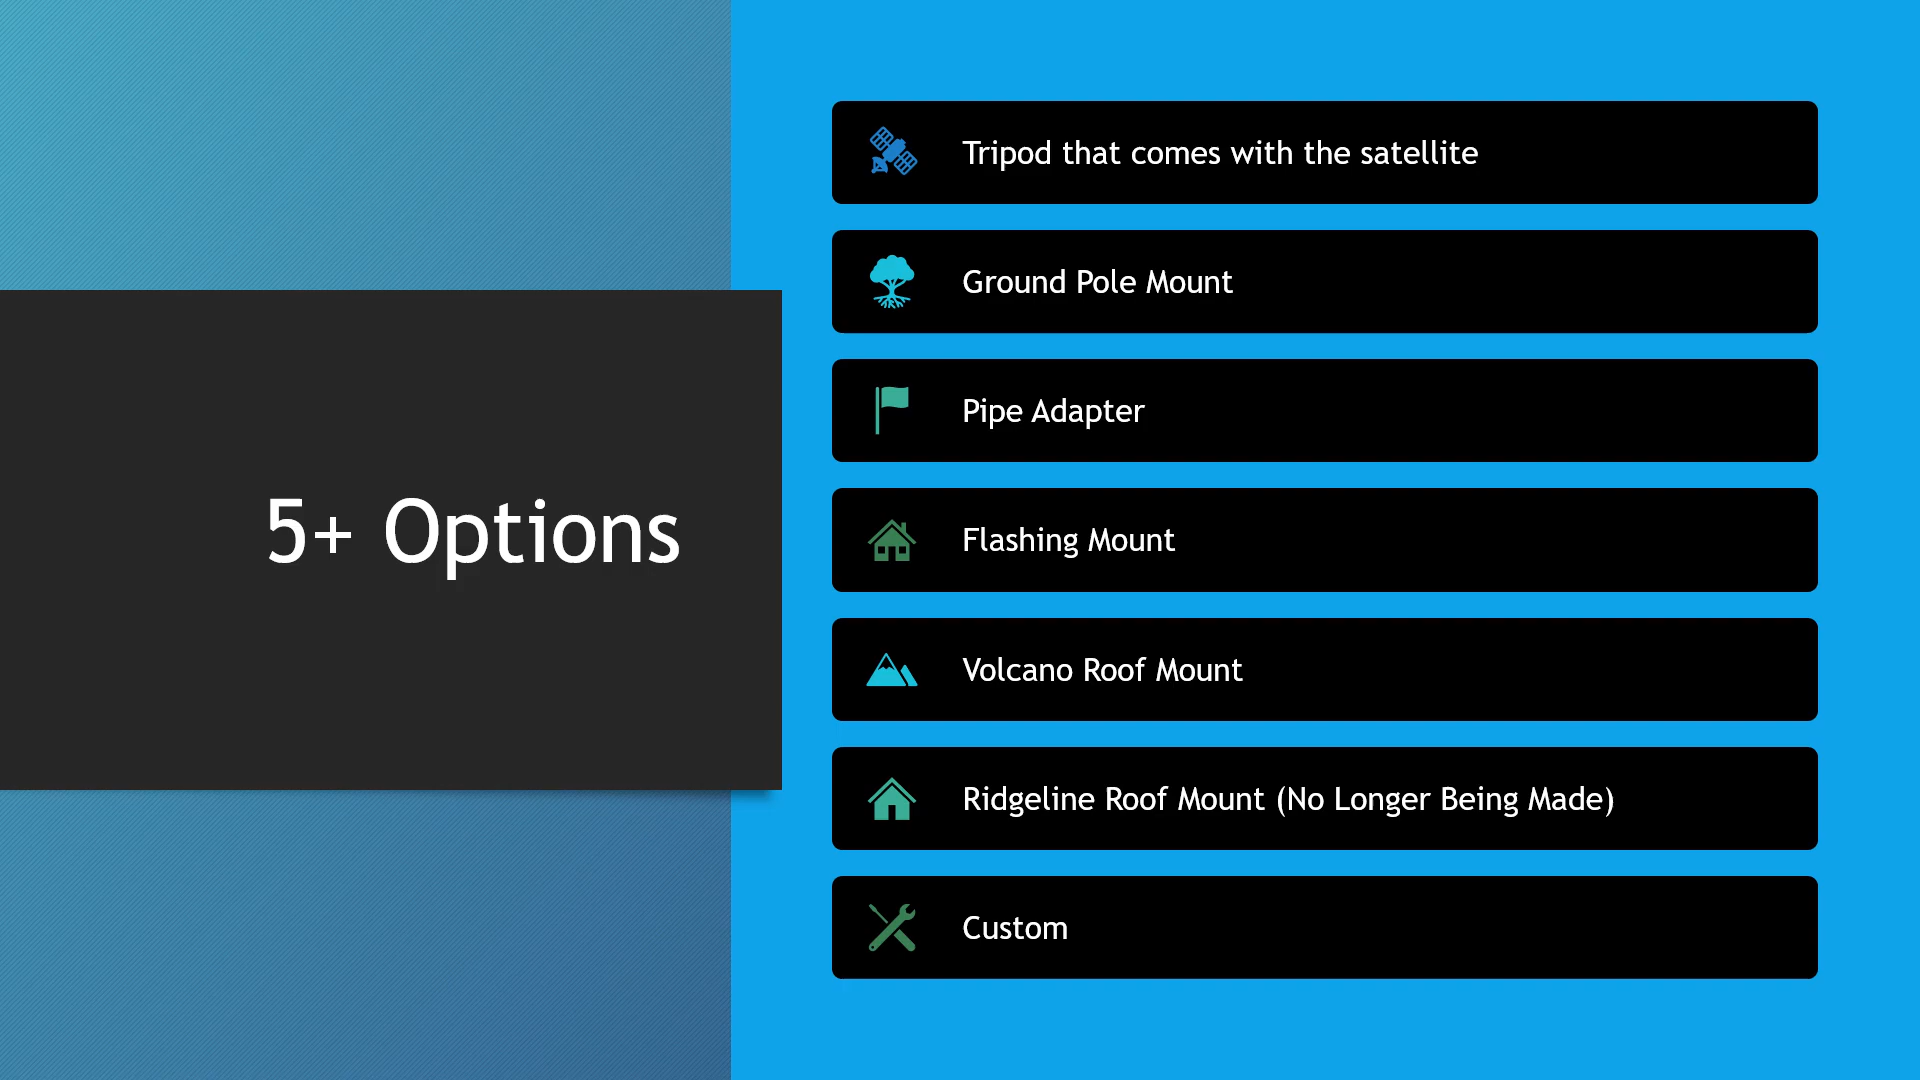 5+ Options
Tripod that comes with the satellite
Ground Pole Mount
Pipe Adapter
Flashing Mount
Volcano Roof Mount
Ridgeline Roof Mount (No Longer Being Made)
Custom